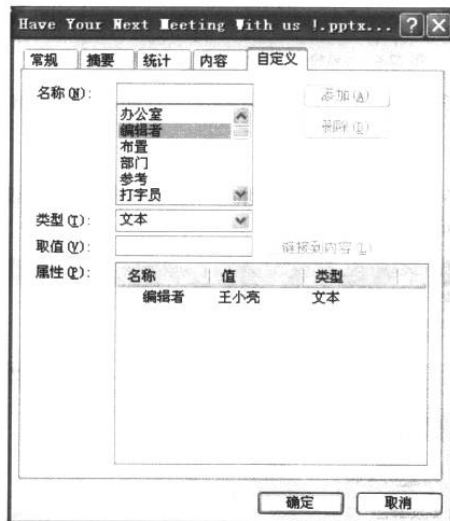 Have Your Next Meeting With us !.pptx...
常规 摘要 统计 内容 自定义
名称(N): 添加(A)
办公室 删除(D)
编辑者
布置
部门
参考
打字员
类型(T): 文本
取值(V): 链接到内容(L)
属性(P): 名称 值 类型
编辑者 王小亮 文本
确定 取消